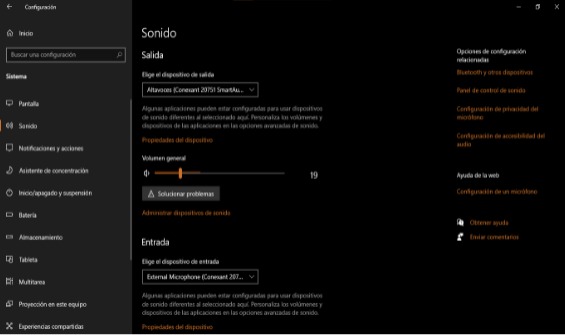 Configuración
Inicio
Buscar una configuración
Sistema
Pantalla
Sonido
Notificaciones y acciones
Asistente de concentración
Inicio/apagado y suspensión
Batería
Almacenamiento
Tableta
Multitarea
Proyección en este equipo
Experiencias compartidas
Sonido
Salida
Elige el dispositivo de salida
Altavoces (Conexant 20751 SmartAu...
Algunas aplicaciones pueden estar configuradas para usar dispositivos
de sonido diferentes al seleccionado aquí. Personaliza los volúmenes y
dispositivos de las aplicaciones en las opciones avanzadas de sonido.
Propiedades del dispositivo
Volumen general
19
Solucionar problemas
Administrar dispositivos de sonido
Entrada
Elige el dispositivo de entrada
External Microphone (Conexant 207...
Algunas aplicaciones pueden estar configuradas para usar dispositivos
de sonido diferentes al seleccionado aquí. Personaliza los volúmenes y
dispositivos de las aplicaciones en las opciones avanzadas de sonido.
Propiedades del dispositivo
Opciones de configuración
relacionadas
Bluetooth y otros dispositivos
Panel de control de sonido
Configuración de privacidad del
micrófono
Configuración de accesibilidad del
audio
Ayuda de la web
Configuración de un micrófono
Obtener ayuda
Enviar comentarios